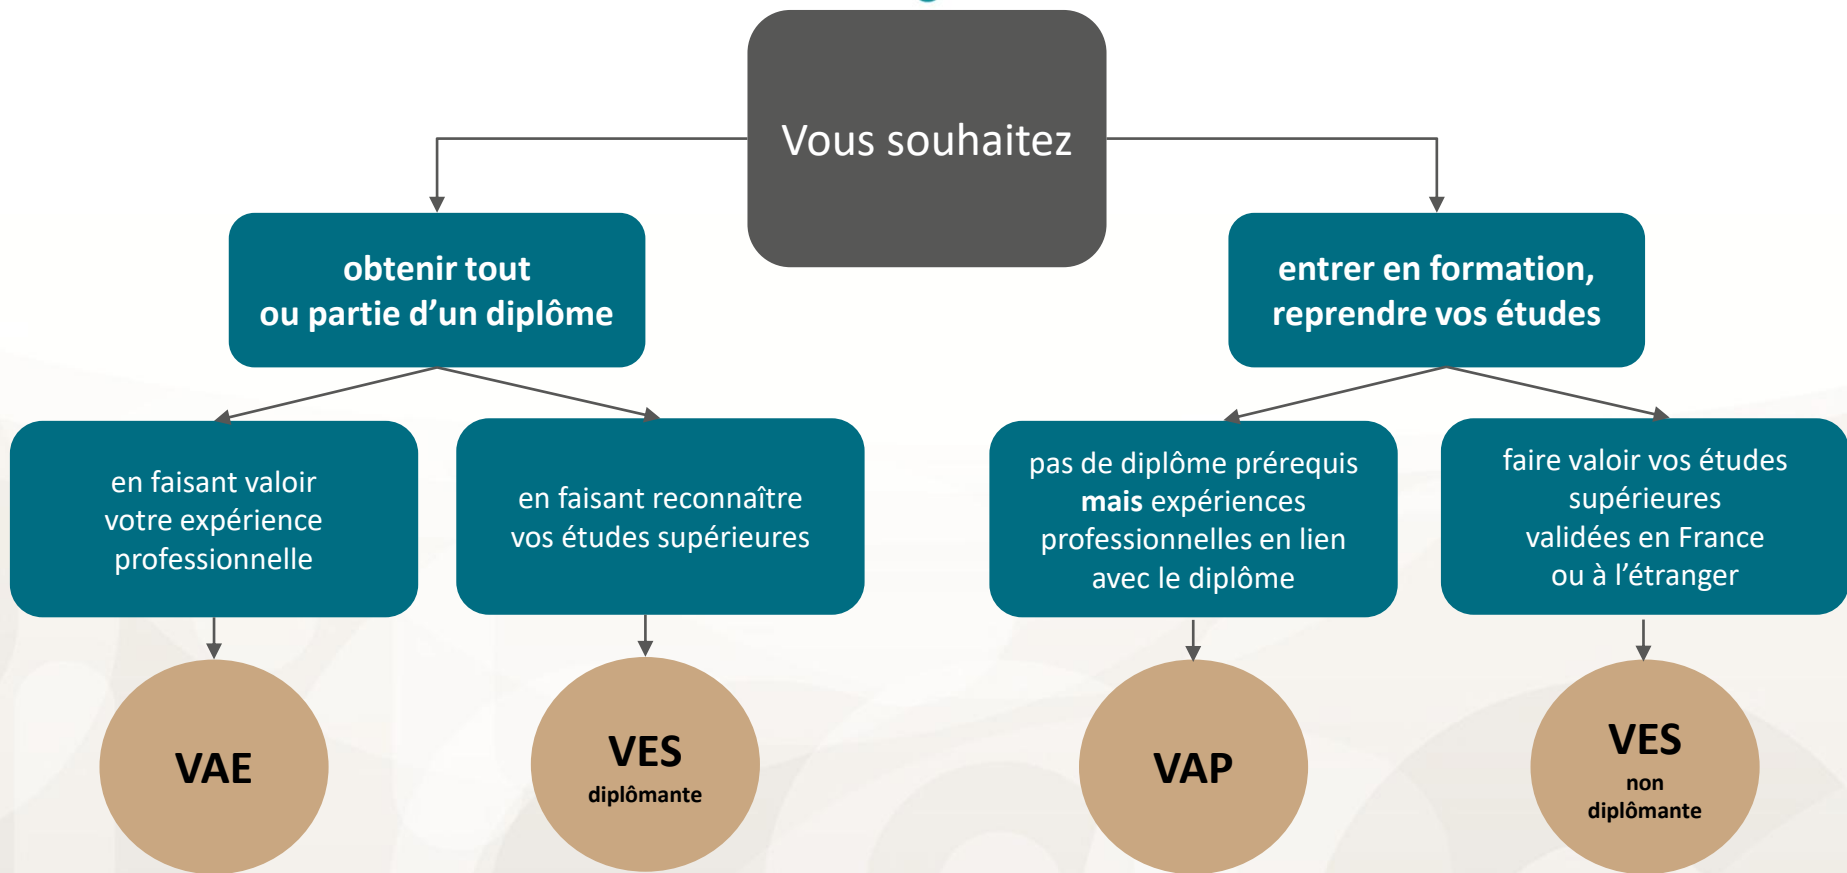 Vous souhaitez
obtenir tout
ou partie d’un diplôme
entrer en formation,
reprendre vos études
en faisant valoir
votre expérience
professionnelle
en faisant reconnaître
vos études supérieures
pas de diplôme prérequis
mais expériences
professionnelles en lien
avec le diplôme
faire valoir vos études
supérieures
validées en France
ou à l’étranger
VAE
VES
diplômante
VAP
VES
non
diplômante